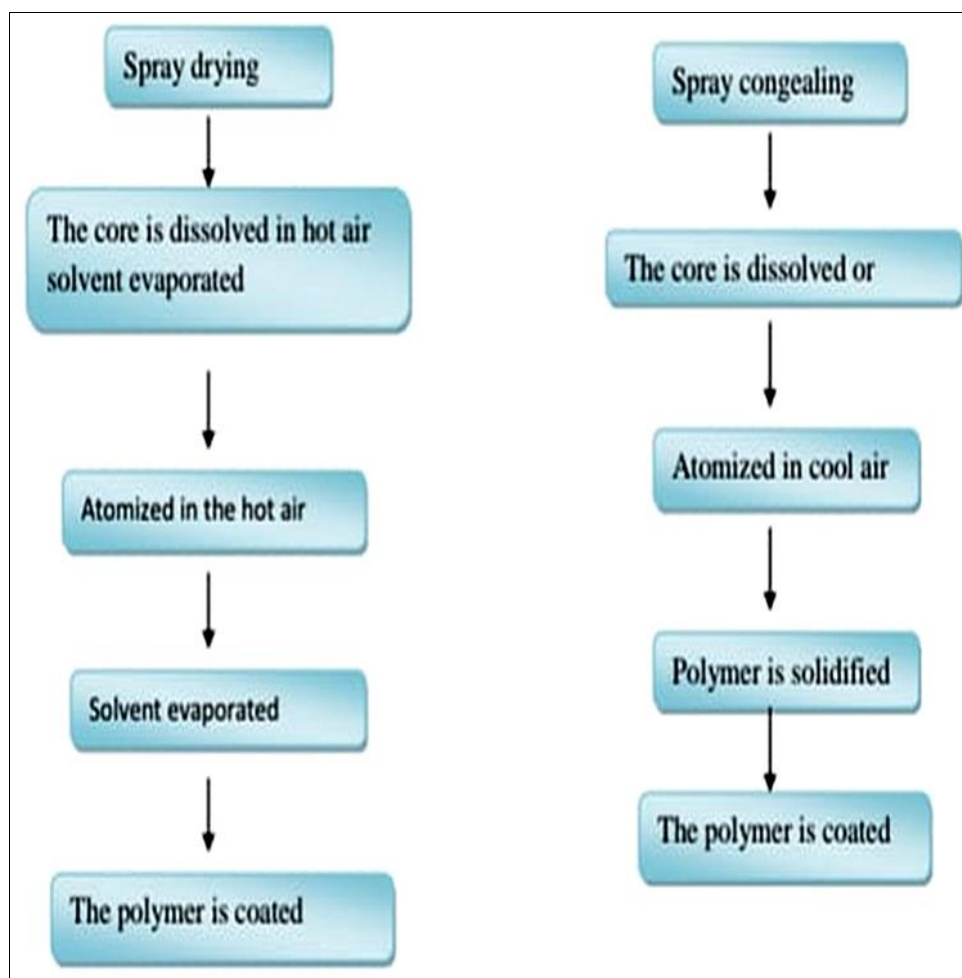 Spray drying
The core is dissolved in hot air
solvent evaporated
Atomized in the hot air
Solvent evaporated
The polymer is coated
Spray congealing
The core is dissolved or
Atomized in cool air
Polymer is solidified
The polymer is coated